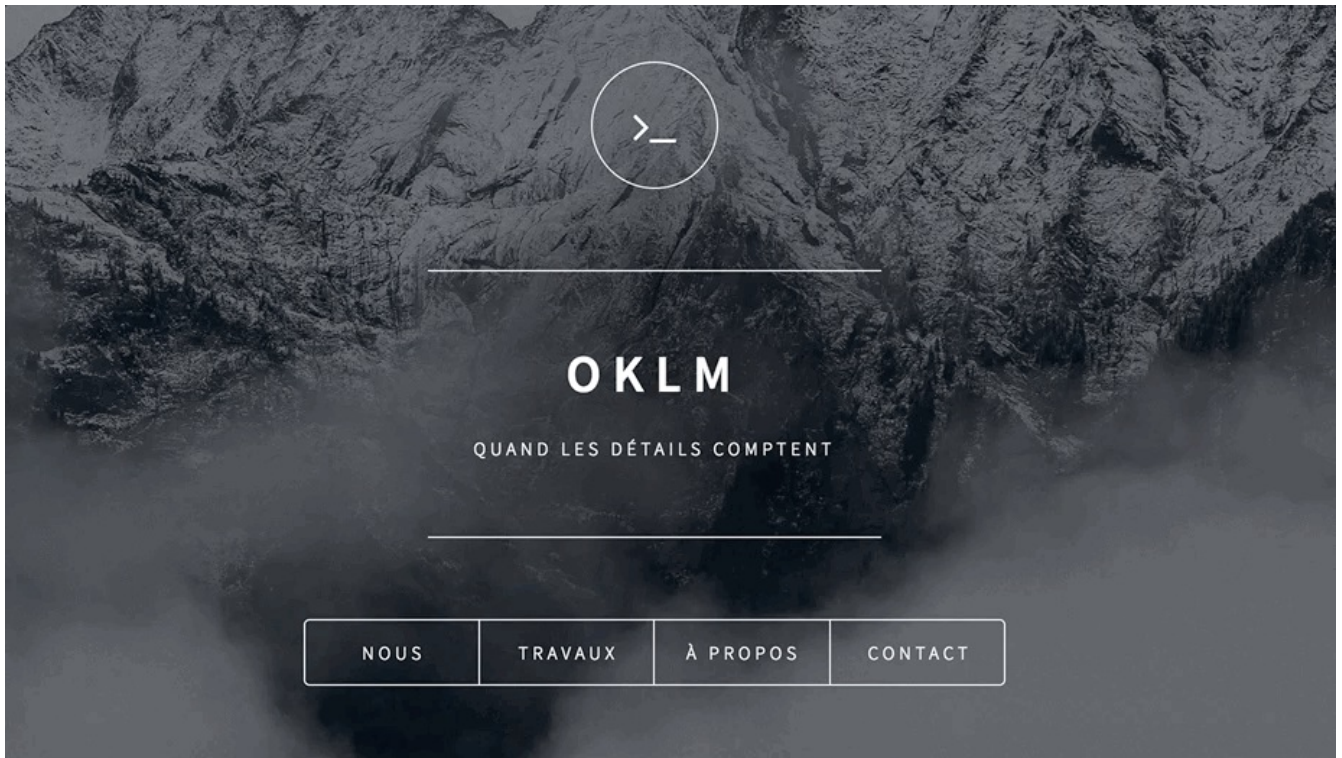 >_
OKLM
QUAND LES DÉTAILS COMPTENT
NOUS TRAVAUX À PROPOS CONTACT